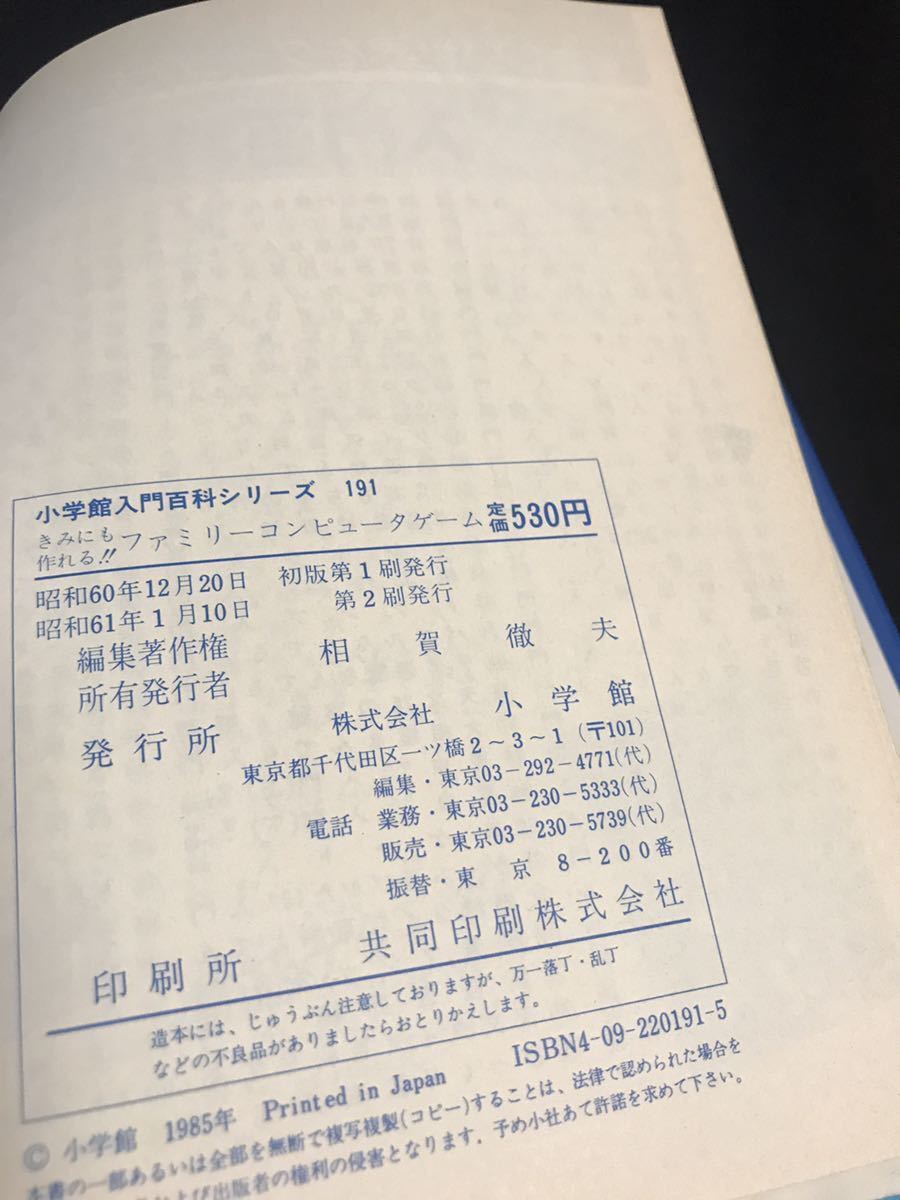 小学館入門百科シリーズ 191
きみにも作れる!! ファミリーコンピュータゲーム 定価530円
昭和60年12月20日 初版第1刷発行
昭和61年1月10日 第2刷発行
編集著作権所有発行者 相賀徹夫
発行所 株式会社 小学館
東京都千代田区一ツ橋2~3~1(〒101)
編集・東京03-292-4771(代)
電話 業務・東京03-230-5333(代)
販売・東京03-230-5739(代)
振替・東京 8-200番
印刷所 共同印刷株式会社
造本には、じゅうぶん注意しておりますが、万一落丁・乱丁
などの不良品がありましたらおとりかえします。
ISBN4-09-220191-5
© 小学館 1985年 Printed in Japan
本書の一部あるいは全部を無断で複写複製(コピー)することは、法律で認められた場合を
および出版者の権利の侵害となります。予め小社あて許諾を求めて下さい。